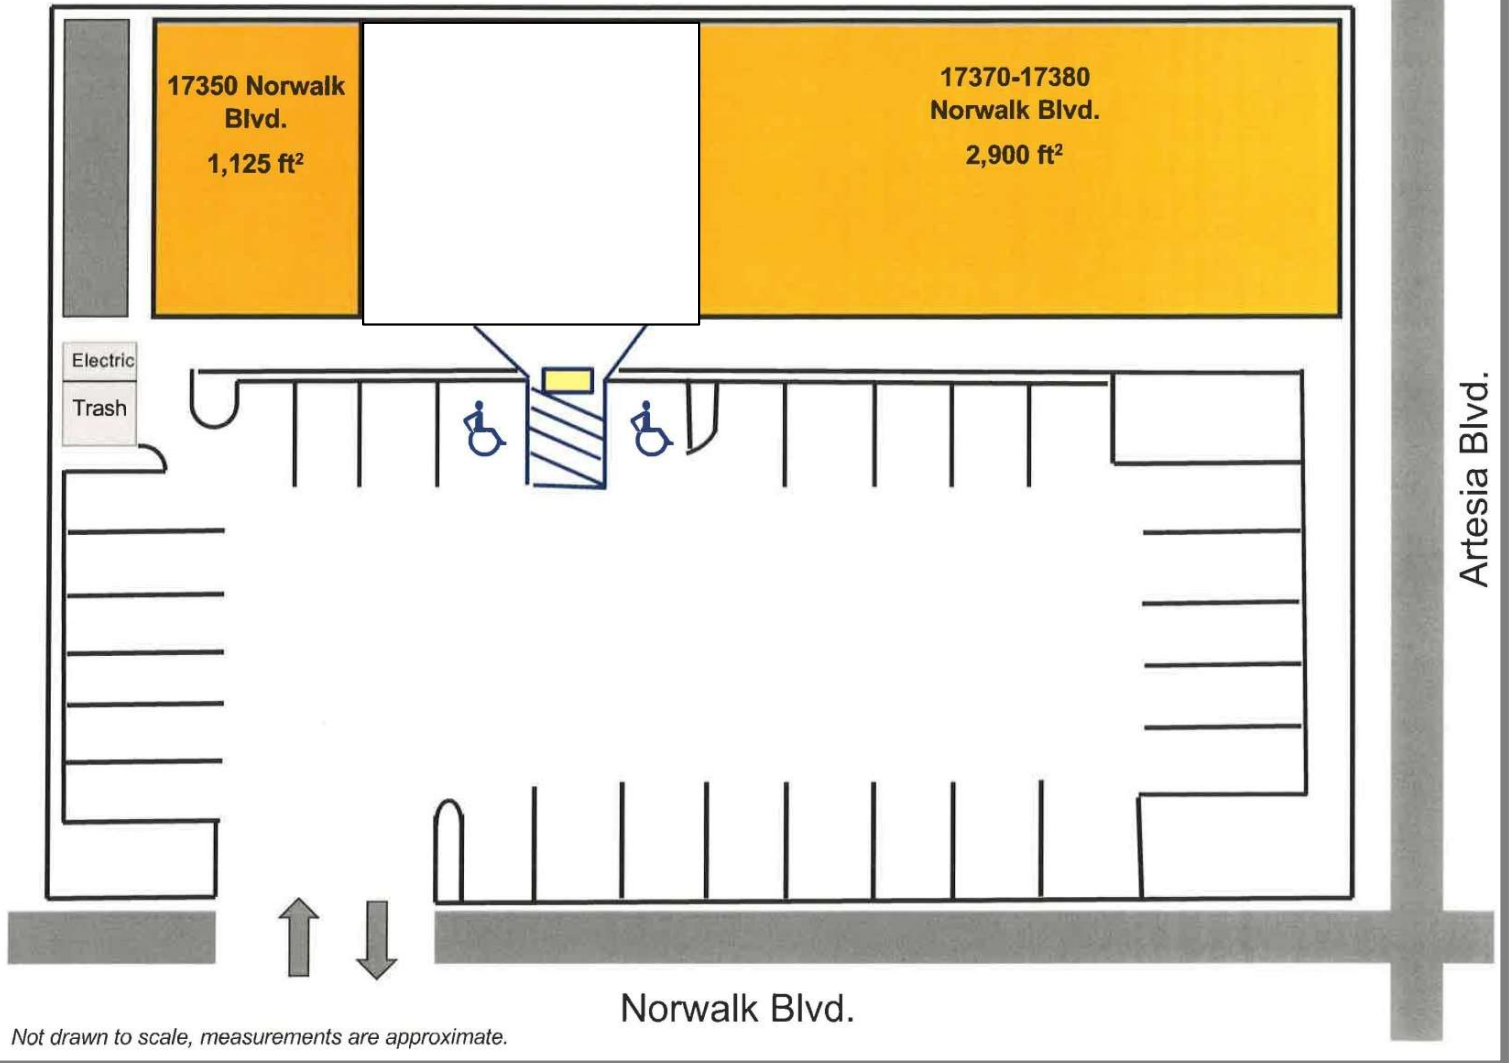 17350 Norwalk
Blvd.
1,125 ft²
17370-17380
Norwalk Blvd.
2,900 ft²
Electric
Trash
Artesia Blvd.
Norwalk Blvd.
Not drawn to scale, measurements are approximate.